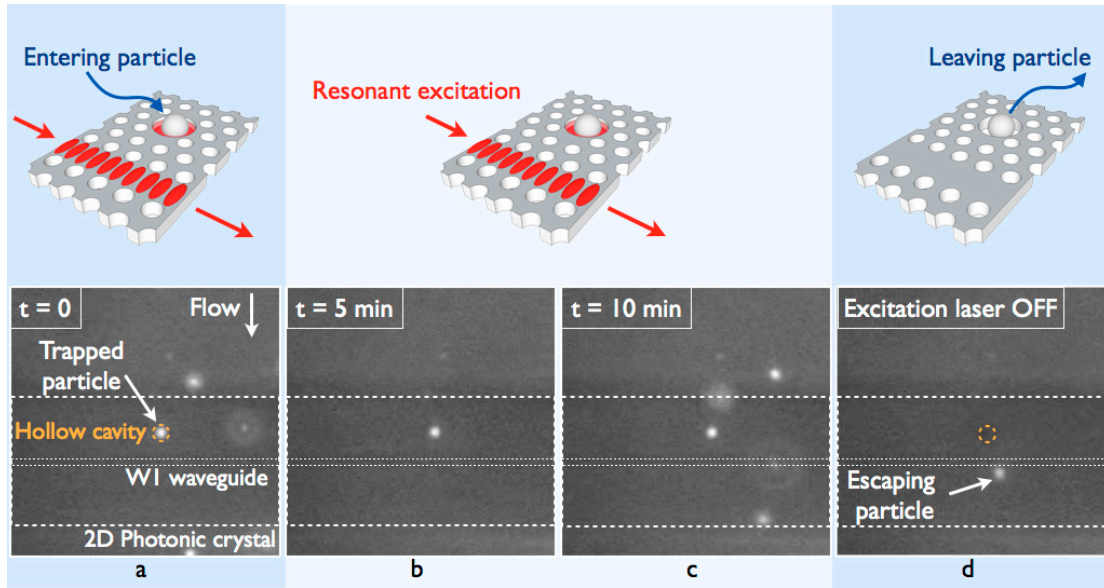 Entering particle
Resonant excitation
Leaving particle
t = 0
Flow
Trapped
particle
Hollow cavity
W1 waveguide
2D Photonic crystal
t = 5 min
t = 10 min
Excitation laser OFF
Escaping
particle
a
b
c
d